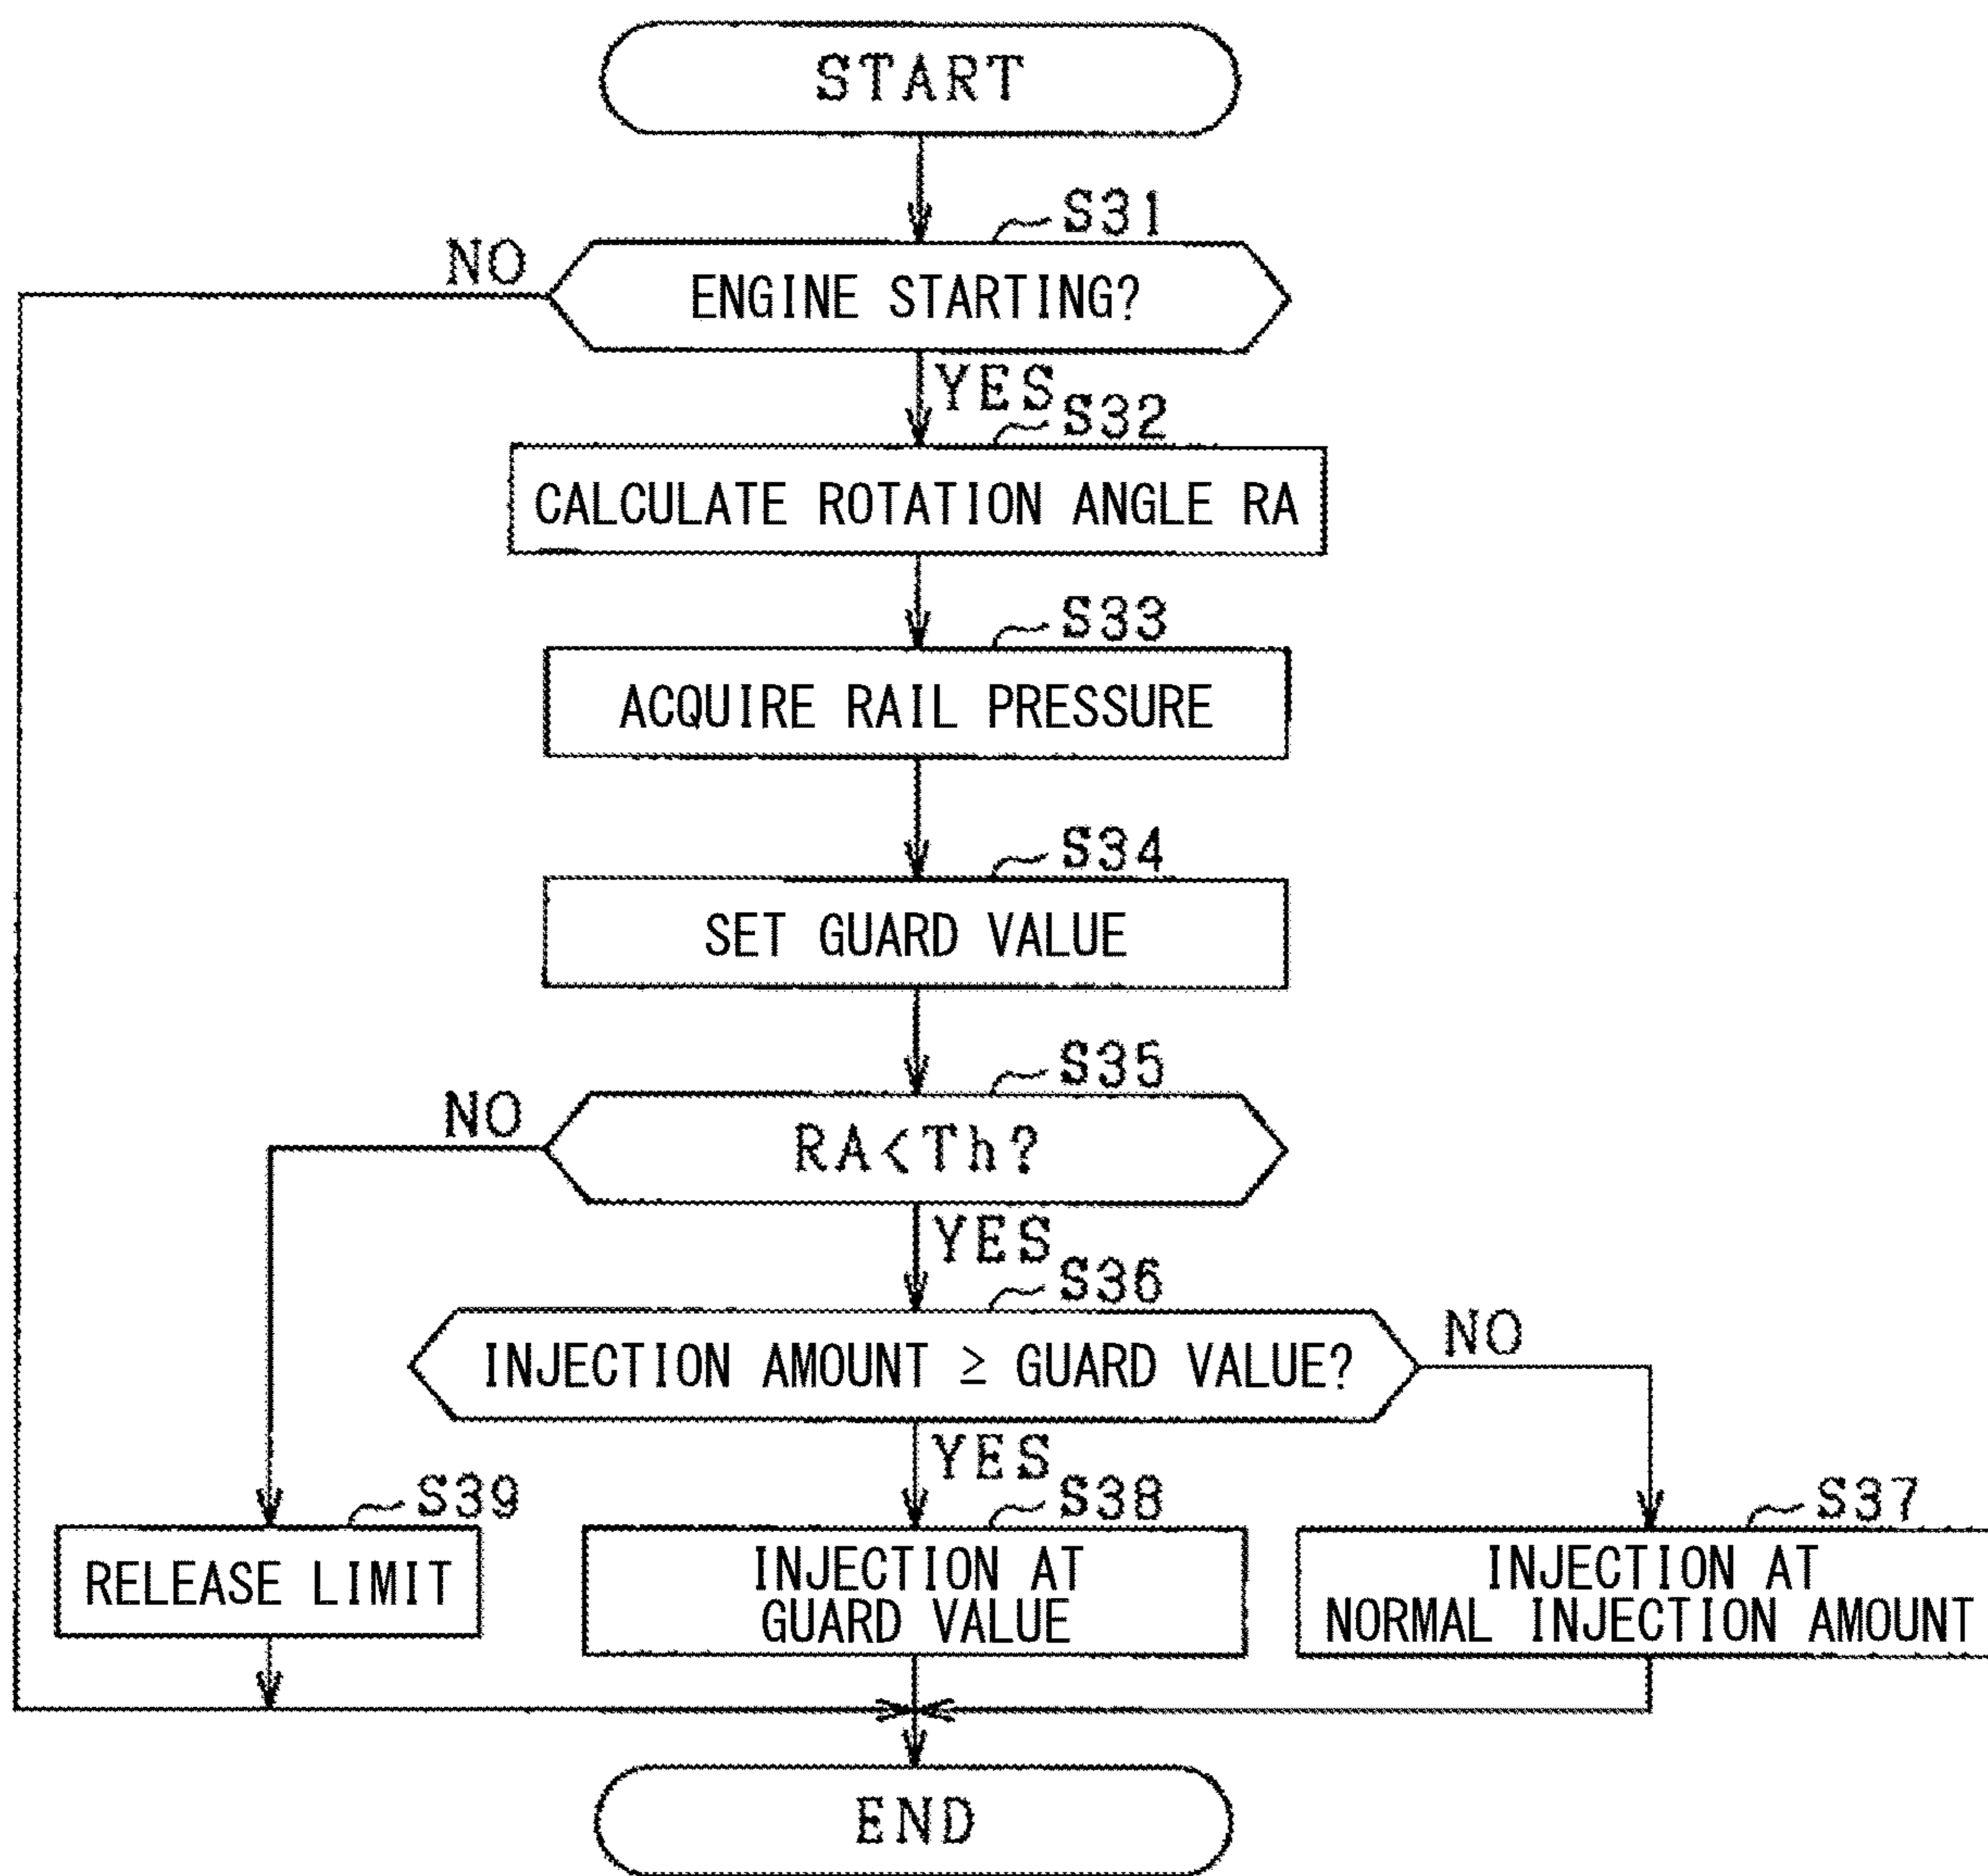 START
S31
NO
ENGINE STARTING?
YES
S32
CALCULATE ROTATION ANGLE RA
S33
ACQUIRE RAIL PRESSURE
S34
SET GUARD VALUE
S35
NO
RA<Th?
YES
S36
INJECTION AMOUNT ≥ GUARD VALUE?
NO
YES
S39
RELEASE LIMIT
S38
INJECTION AT
GUARD VALUE
S37
INJECTION AT
NORMAL INJECTION AMOUNT
END